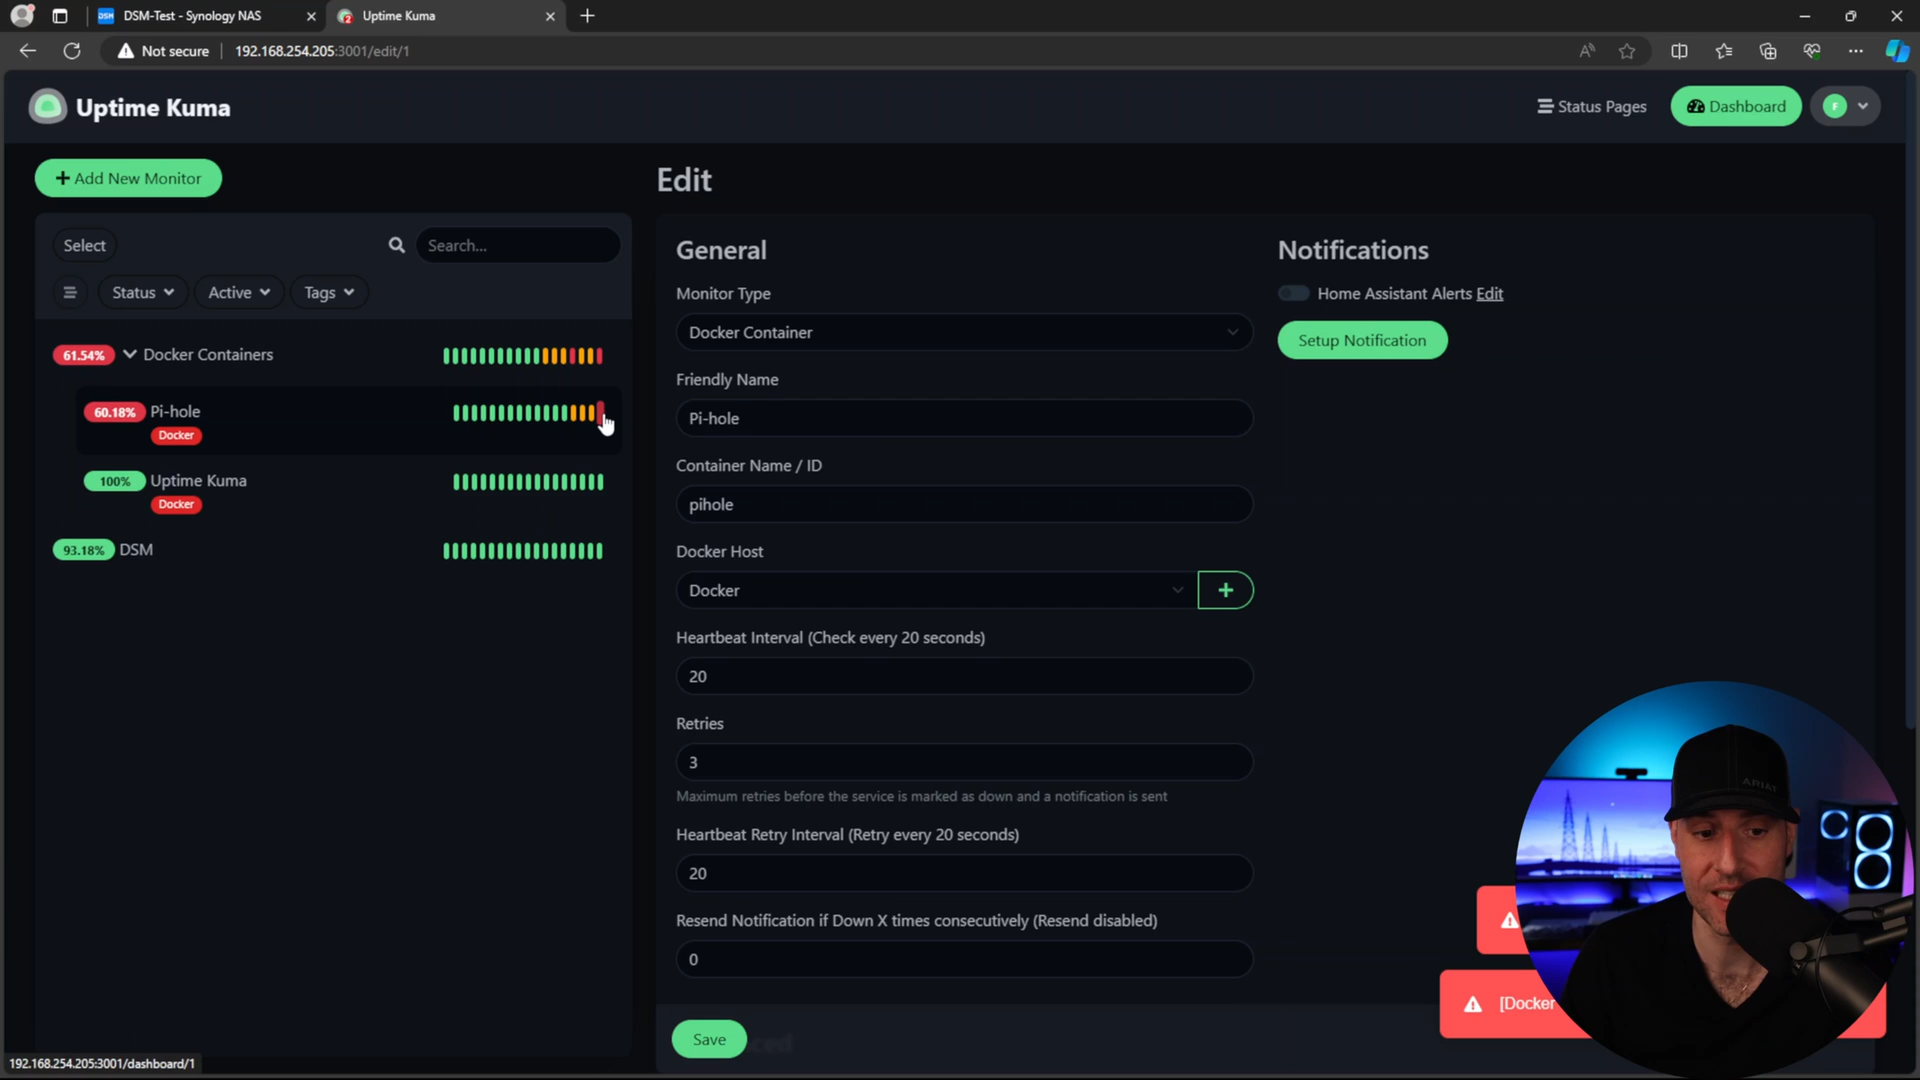 DSM-Test - Synology NAS
Uptime Kuma
Not secure
192.168.254.205:3001/edit/1
Uptime Kuma
Status Pages
Dashboard
F
Add New Monitor
Select
Search...
Status
Active
Tags
61.54%
Docker Containers
60.18%
Pi-hole
Docker
100%
Uptime Kuma
Docker
93.18%
DSM
Edit
General
Monitor Type
Docker Container
Friendly Name
Pi-hole
Container Name / ID
pihole
Docker Host
Docker
Heartbeat Interval (Check every 20 seconds)
20
Retries
3
Maximum retries before the service is marked as down and a notification is sent
Heartbeat Retry Interval (Retry every 20 seconds)
20
Resend Notification if Down X times consecutively (Resend disabled)
0
Save
Notifications
Home Assistant Alerts Edit
Setup Notification
ARIAT
[Docker
192.168.254.205:3001/dashboard/1